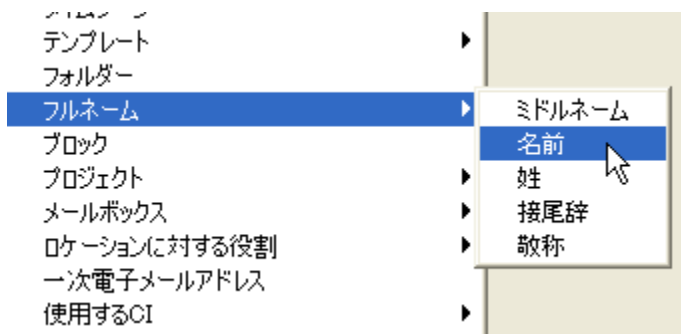 テンプレート
フォルダー
フルネーム
ブロック
プロジェクト
メールボックス
ロケーションに対する役割
一次電子メールアドレス
使用するCI
ミドルネーム
名前
姓
接尾辞
敬称